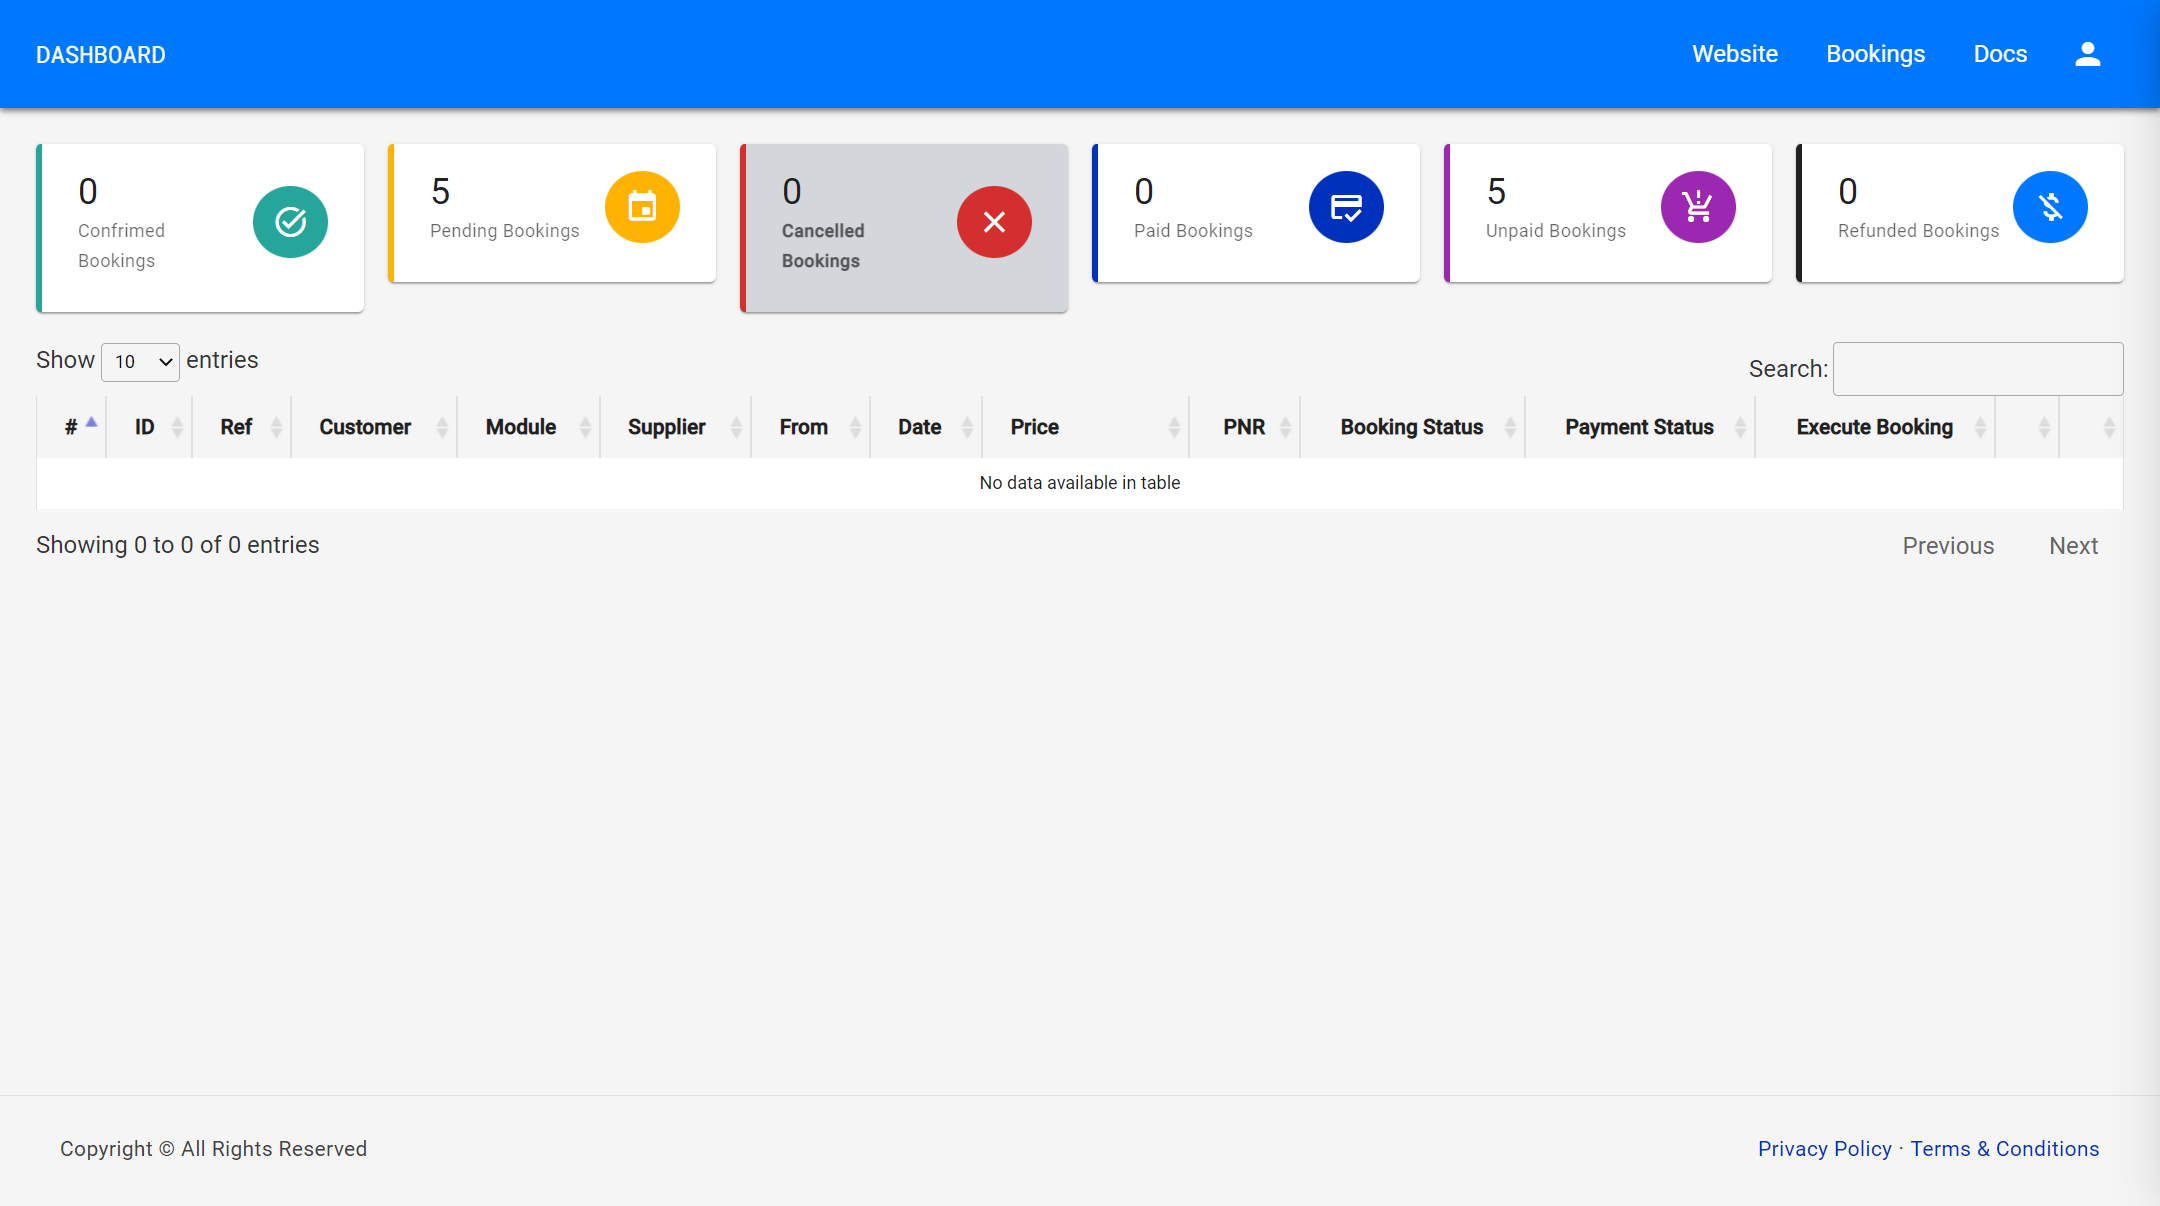 DASHBOARD
Website Bookings Docs
0
Confrimed
Bookings
5
Pending Bookings
0
Cancelled
Bookings
0
Paid Bookings
5
Unpaid Bookings
0
Refunded Bookings
Show 10 entries
Search:
# ID Ref Customer Module Supplier From Date Price PNR Booking Status Payment Status Execute Booking
No data available in table
Showing 0 to 0 of 0 entries
Previous Next
Copyright © All Rights Reserved
Privacy Policy · Terms & Conditions